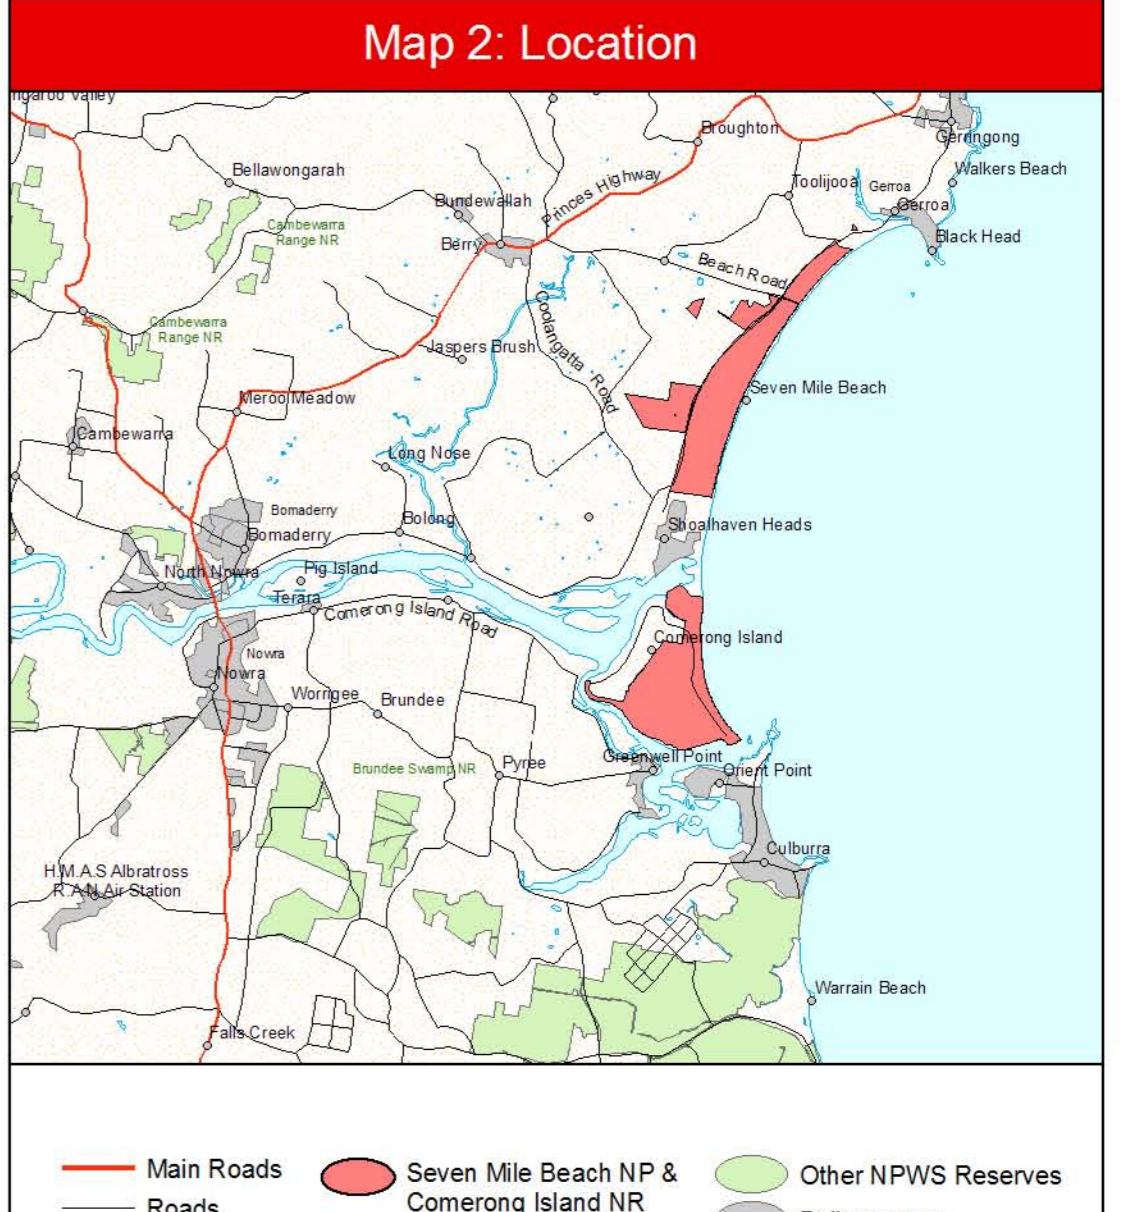 Map 2: Location
ngaroo Valley
Broughton
Gerringong
Bellawongarah
Walkers Beach
Toolijooa
Gerroa
Princes Highway
Bundewallah
Gerroa
Cambewarra
Range NR
Black Head
Berry
Beach Road
Coolangatta Road
Cambewarra
Range NR
Jaspers Brush
Seven Mile Beach
Meroo Meadow
Cambewarra
Long Nose
Bomaderry
Bolong
Shoalhaven Heads
Bomaderry
North Nowra
Pig Island
Terara
Comerong Island Road
Comerong Island
Nowra
Nowra
Worrigee
Brundee
Greenwell Point
Pyree
Brundee Swamp NR
Orient Point
Culburra
H.M.A.S Albratross
R.A.N Air Station
Warrain Beach
Falls Creek
Main Roads
Seven Mile Beach NP &
Comerong Island NR
Other NPWS Reserves
Roads